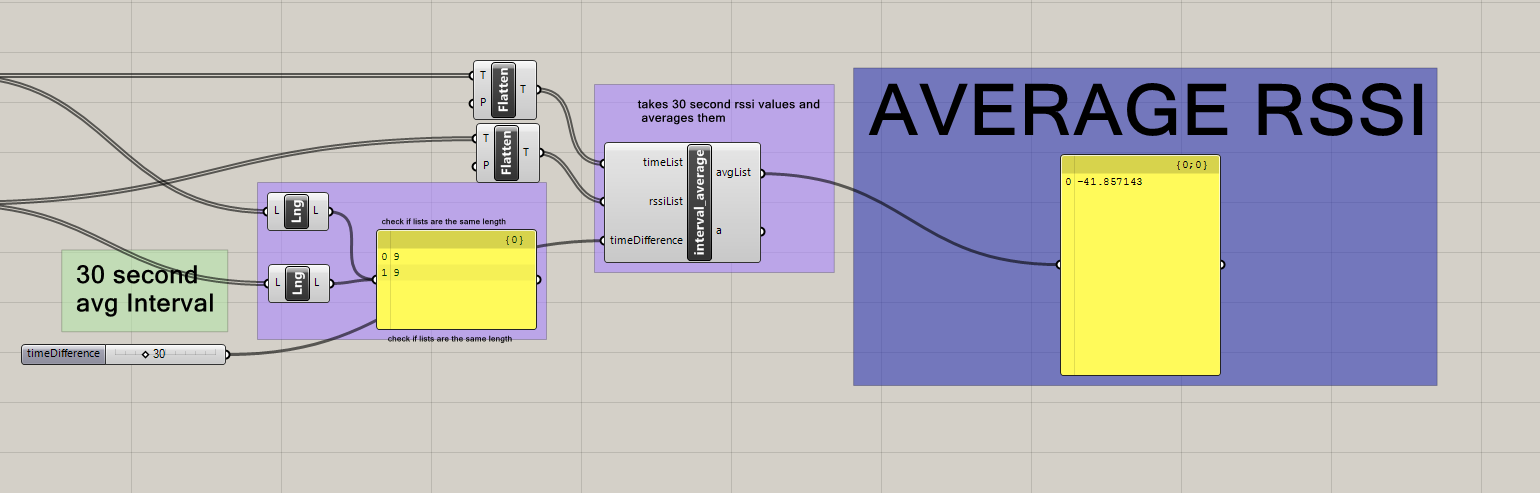 T
P
Flatten
T
T
P
Flatten
T
takes 30 second rssi values and
averages them
timeList
rssiList
timeDifference
interval_average
avgList
a
AVERAGE RSSI
{0;0}
0 -41.857143
L
Lng
L
check if lists are the same length
{0}
0 9
1 9
L
Lng
L
check if lists are the same length
30 second
avg Interval
timeDifference
30